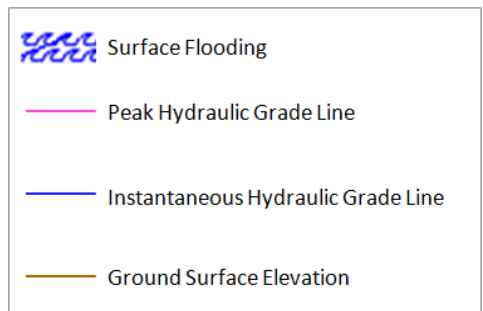 Surface Flooding
Peak Hydraulic Grade Line
Instantaneous Hydraulic Grade Line
Ground Surface Elevation